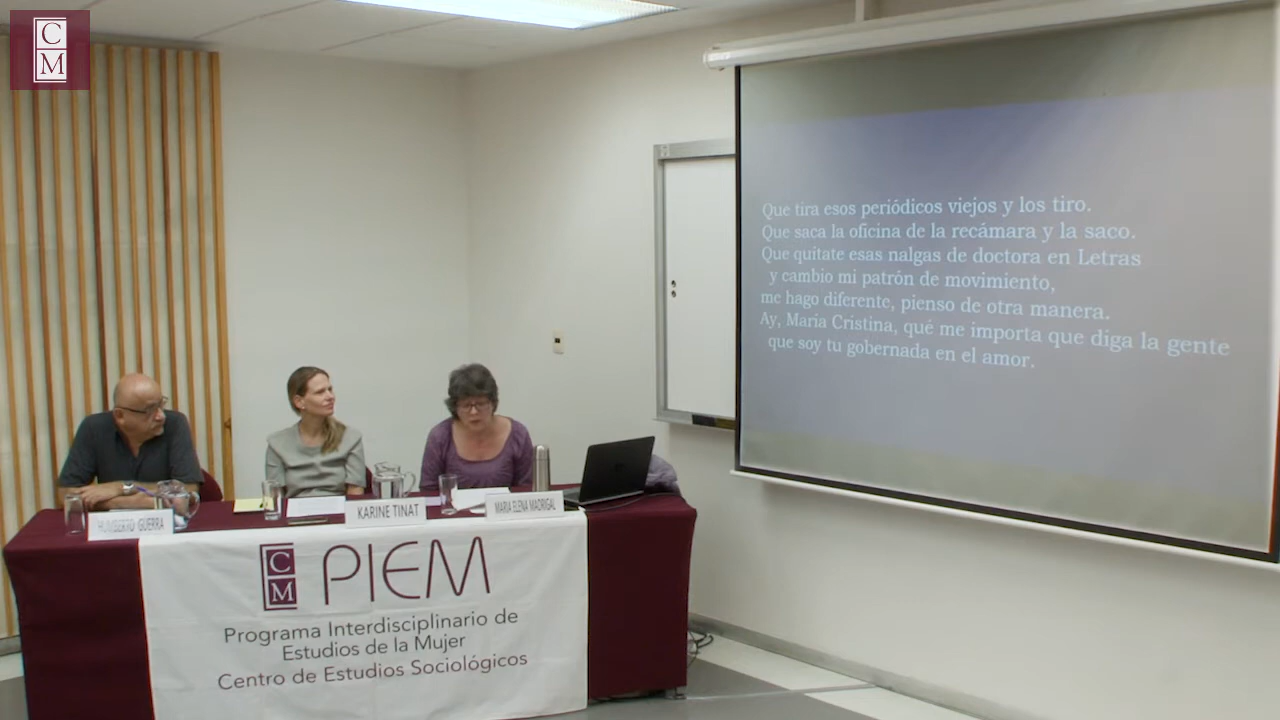 C
M
Que tira esos periódicos viejos y los tiro.
Que saca la oficina de la recámara y la saco.
Que quitate esas nalgas de doctora en Letras
y cambio mi patrón de movimiento,
me hago diferente, pienso de otra manera.
Ay, María Cristina, qué me importa que diga la gente
que soy tu gobernada en el amor.
HUMBERTO GUERRA
KARINE TINAT
MARIA ELENA MADRIGAL
C
M
PIEM
Programa Interdisciplinario de
Estudios de la Mujer
Centro de Estudios Sociológicos